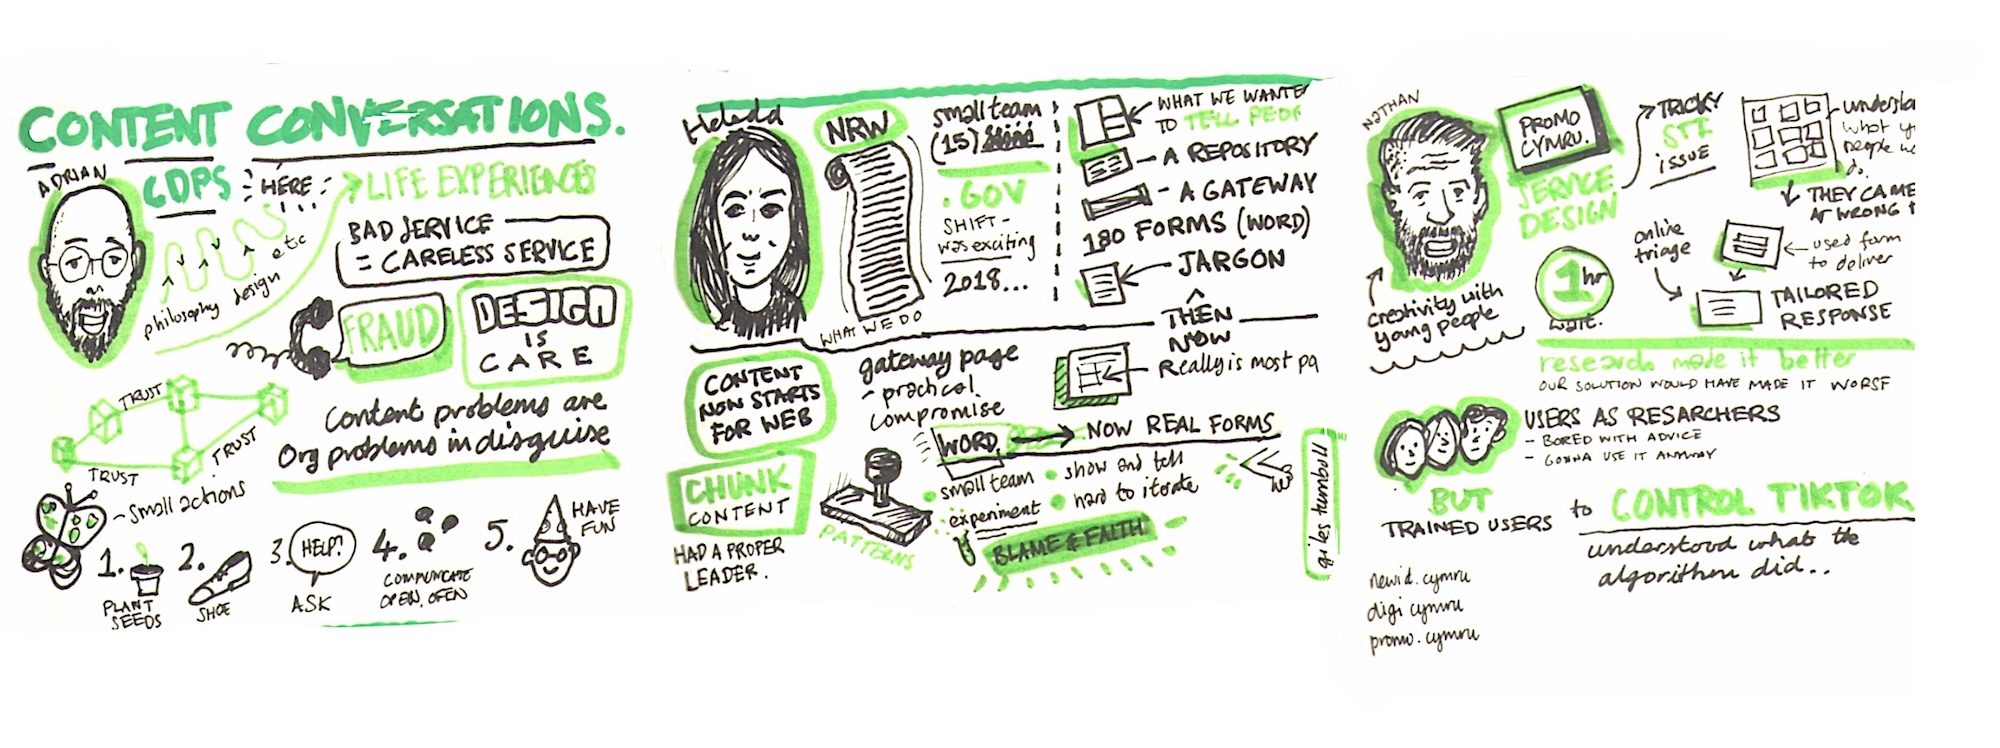 CONTENT CONVERSATIONS.
ADRIAN
CDPS
HERE
LIFE EXPERIENCES
philosophy design etc
BAD SERVICE
= CARELESS SERVICE
FRAUD
DESIGN
IS
CARE
TRUST
TRUST
TRUST
Content problems are
Org problems in disguise
- Small actions
1.
PLANT
SEEDS
2.
SHOE
3.
HELP?
ASK
4.
COMMUNICATE
OPEN, OFEN
5.
HAVE
FUN
Heledd
NRW
WHAT WE DO
small team
(15)
.GOV
SHIFT -
was exciting
2018...
WHAT WE WANTE
TO TELL PEOP
- A REPOSITORY
- A GATEWAY
180 FORMS (WORD)
JARGON
THEN
NOW
CONTENT
NOW STARTS
FOR WEB
gateway page
- practical
compromise
Really is most pa
WORD
NOW REAL FORMS
CHUNK
CONTENT
HAD A PROPER
LEADER.
PATTERNS
small team
show and tell
experiment
hard to iterate
BLAME & FAITH
giles turnbull
NATHAN
PROMO
CYMRU.
SERVICE
DESIGN
creativity with
young people
TRICKY
STI
ISSUE
understa
what y
people w
do.
THEY CAME
AT WRONG
online
triage
used form
to deliver
1hr
wait.
TAILORED
RESPONSE
research made it better
OUR SOLUTION WOULD HAVE MADE IT WORSE
USERS AS RESARCHERS
- BORED WITH ADVICE
- GONNA USE IT ANYWAY
BUT
TRAINED USERS
to CONTROL TIKTOK
understood what the
algorithm did..
newid.cymru
digi cymru
promo.cymru